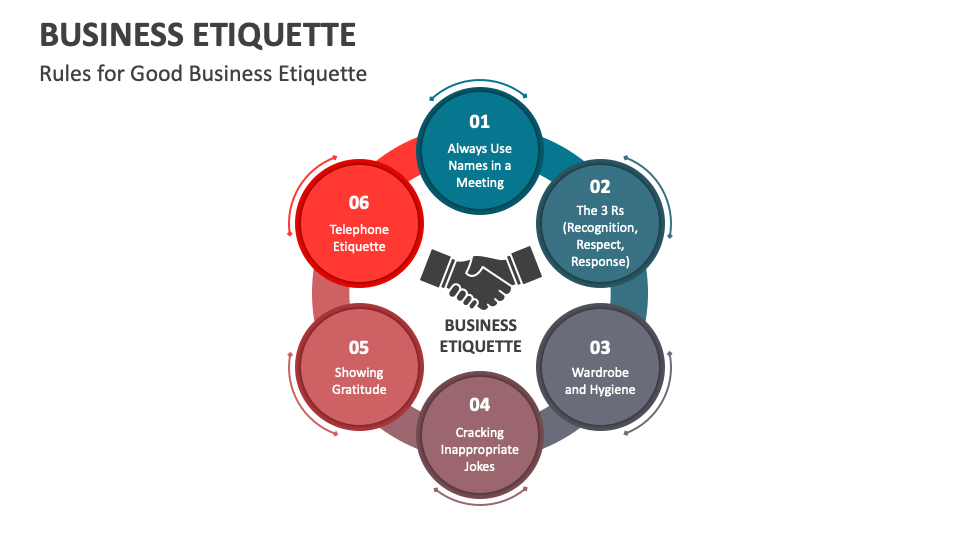 BUSINESS ETIQUETTE
Rules for Good Business Etiquette
01
Always Use
Names in a
Meeting
02
The 3 Rs
(Recognition,
Respect,
Response)
03
Wardrobe
and Hygiene
04
Cracking
Inappropriate
Jokes
05
Showing
Gratitude
06
Telephone
Etiquette
BUSINESS
ETIQUETTE